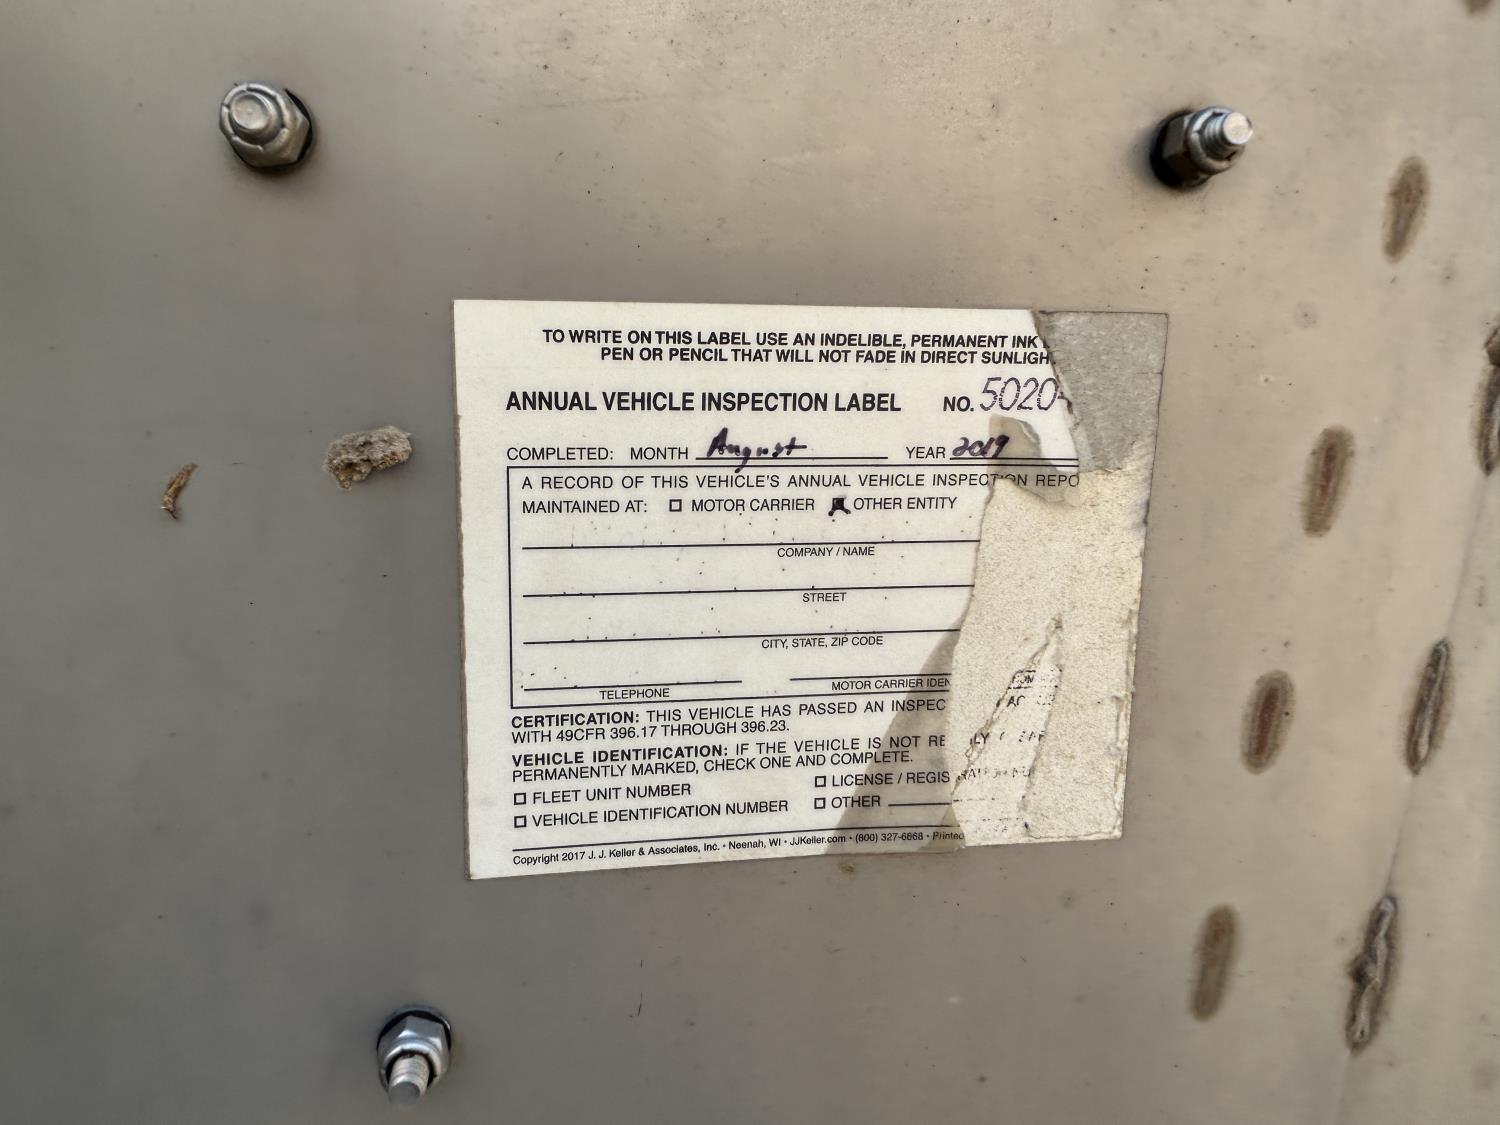 TO WRITE ON THIS LABEL USE AN INDELIBLE, PERMANENT INK
PEN OR PENCIL THAT WILL NOT FADE IN DIRECT SUNLIGH
ANNUAL VEHICLE INSPECTION LABEL NO. 5020
COMPLETED: MONTH August YEAR 2019
A RECORD OF THIS VEHICLE'S ANNUAL VEHICLE INSPECTION REPO
MAINTAINED AT: MOTOR CARRIER OTHER ENTITY
COMPANY / NAME
STREET
CITY, STATE, ZIP CODE
TELEPHONE MOTOR CARRIER IDEN
CERTIFICATION: THIS VEHICLE HAS PASSED AN INSPEC
WITH 49CFR 396.17 THROUGH 396.23.
VEHICLE IDENTIFICATION: IF THE VEHICLE IS NOT RE
PERMANENTLY MARKED, CHECK ONE AND COMPLETE.
FLEET UNIT NUMBER LICENSE / REGIS
VEHICLE IDENTIFICATION NUMBER OTHER
Copyright 2017 J. J. Keller & Associates, Inc. • Neenah, WI • JJKeller.com • (800) 327-6868 • Printed